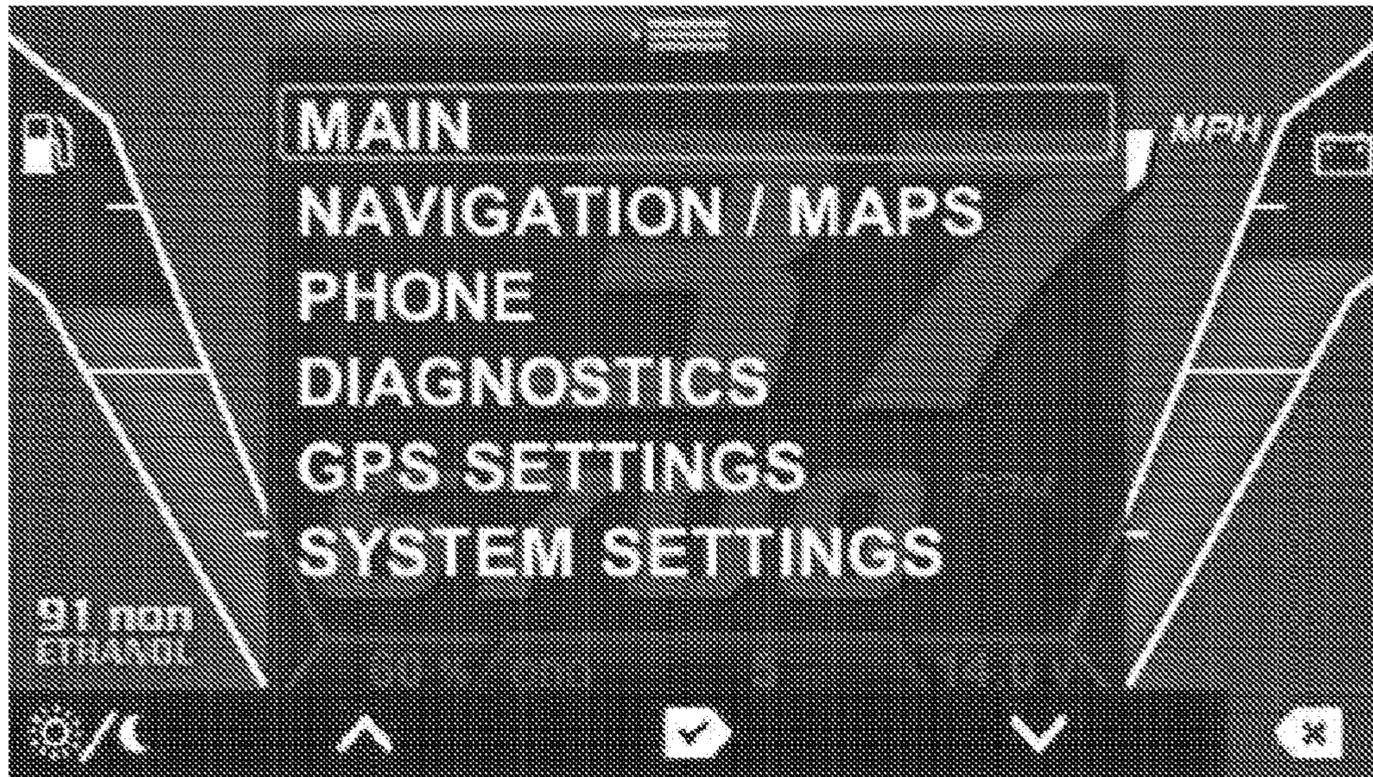 MAIN
MPH
NAVIGATION / MAPS
PHONE
DIAGNOSTICS
GPS SETTINGS
SYSTEM SETTINGS
91 non
ETHANOL